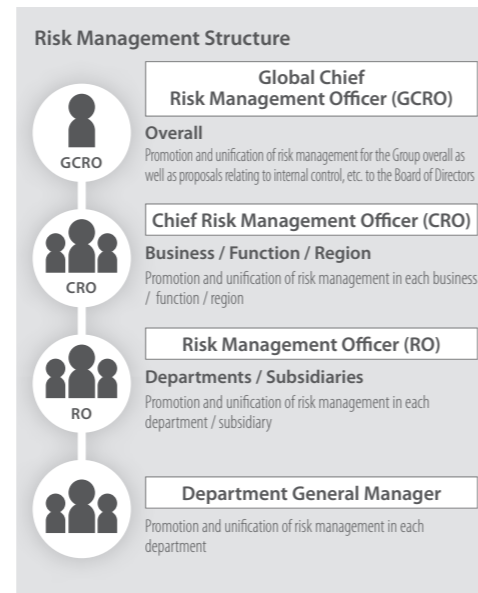 Risk Management Structure
Global Chief
Risk Management Officer (GCRO)
GCRO
Overall
Promotion and unification of risk management for the Group overall as
well as proposals relating to internal control, etc. to the Board of Directors
Chief Risk Management Officer (CRO)
CRO
Business / Function / Region
Promotion and unification of risk management in each business
/ function / region
Risk Management Officer (RO)
RO
Departments / Subsidiaries
Promotion and unification of risk management in each
department / subsidiary
Department General Manager
Promotion and unification of risk management in each
department